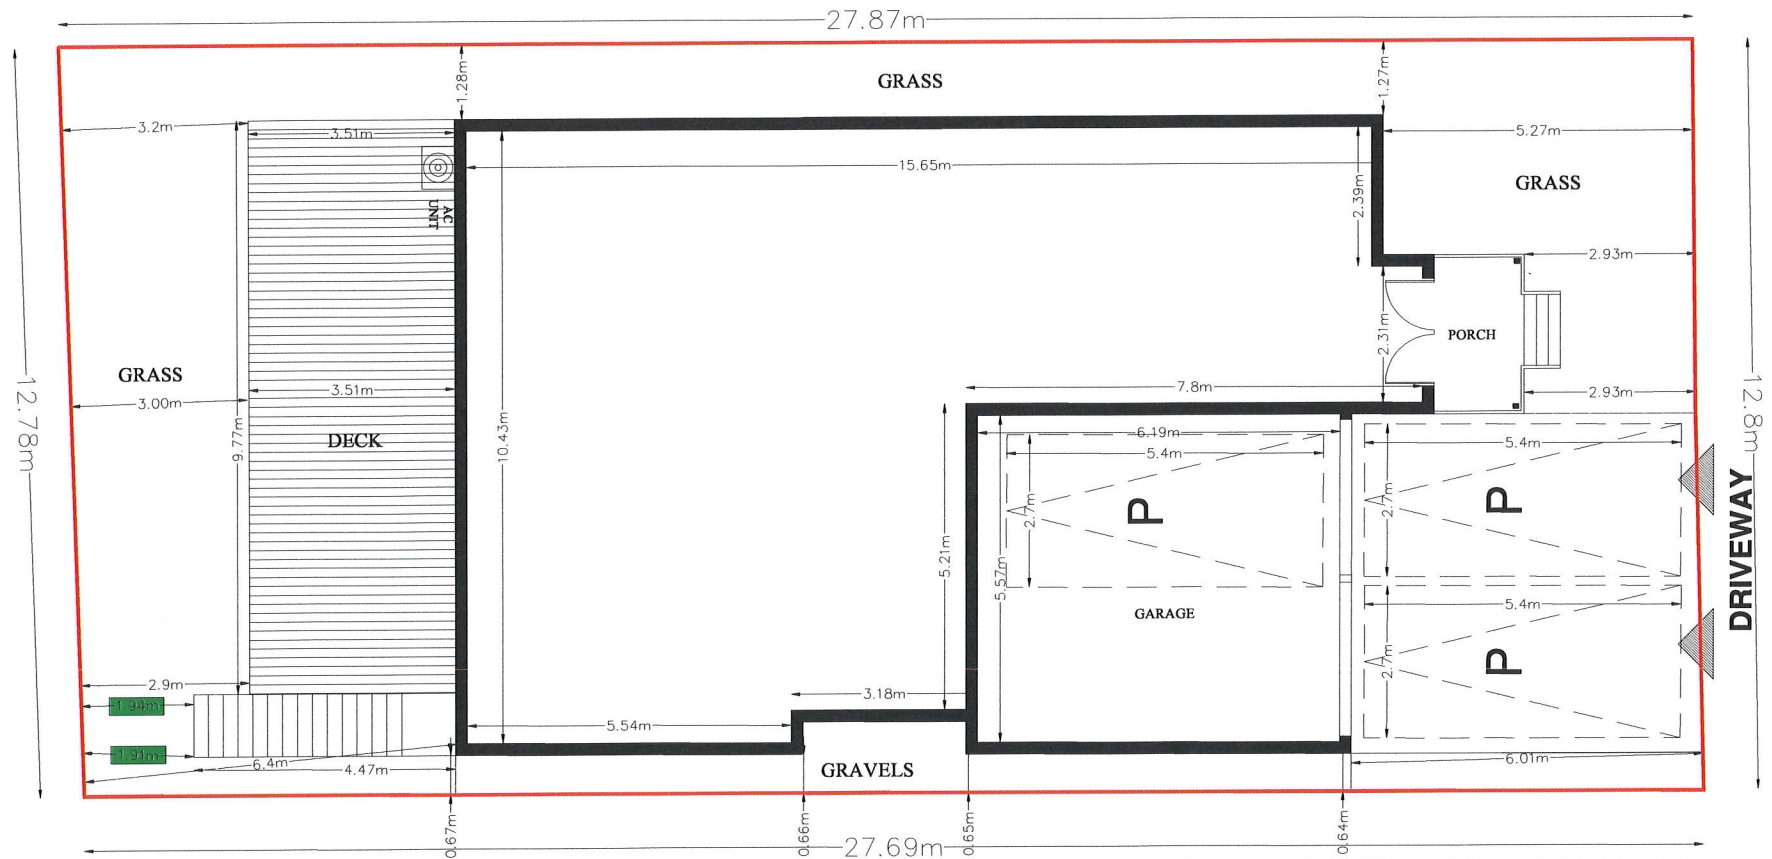 27.87m
GRASS
1.28m
1.27m
3.2m
3.51m
5.27m
15.65m
GRASS
AC
UNIT
2.39m
2.93m
PORCH
2.31m
GRASS
3.00m
3.51m
7.8m
2.93m
12.78m
12.8m
DECK
9.77m
10.43m
6.19m
5.4m
5.4m
2.7m
P
2.7m
P
DRIVEWAY
5.21m
5.57m
GARAGE
5.4m
2.7m
P
2.9m
1.94m
3.18m
5.54m
1.91m
6.4m
4.47m
GRAVELS
6.01m
0.67m
0.66m
0.65m
0.64m
27.69m